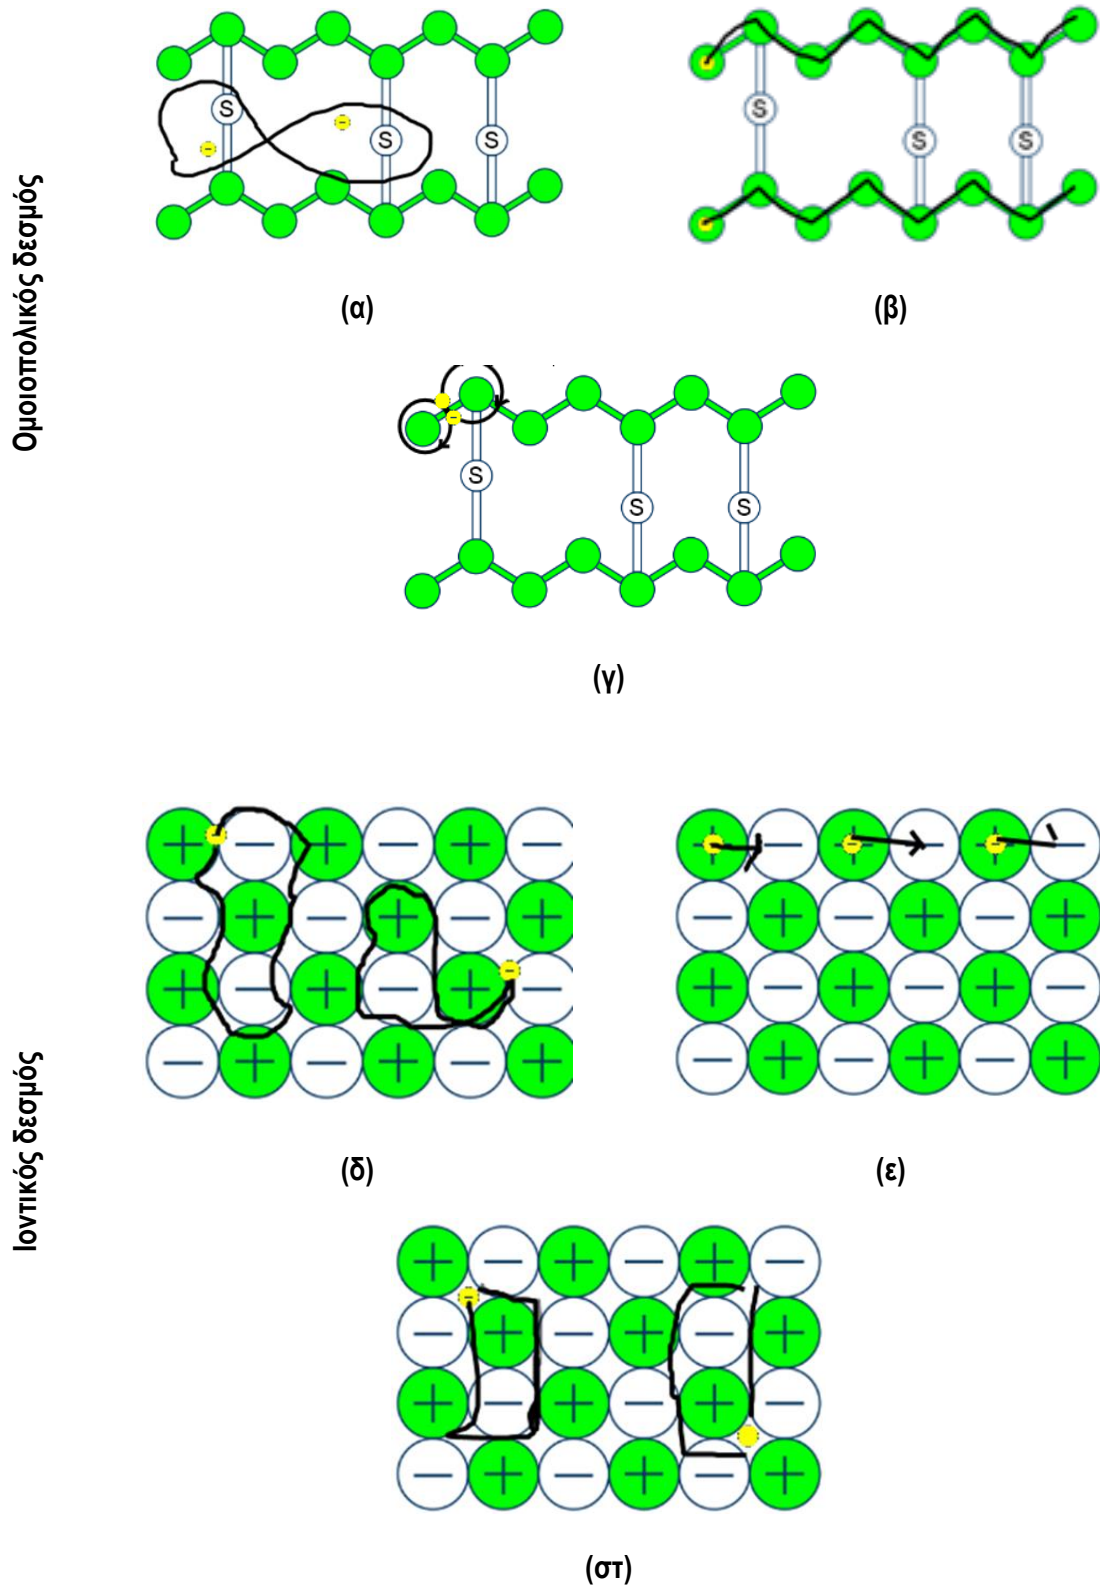 Ομοιοπολικός δεσμός
S S S
(α)
S S S
(β)
S S S
(γ)
Ιοντικός δεσμός
+ − + − + −
− + − + − +
+ − + − + −
− + − + − +
(δ)
+ − + − + −
− + − + − +
+ − + − + −
− + − + − +
(ε)
+ − + − + −
− + − + − +
+ − + − + −
− + − + − +
(στ)